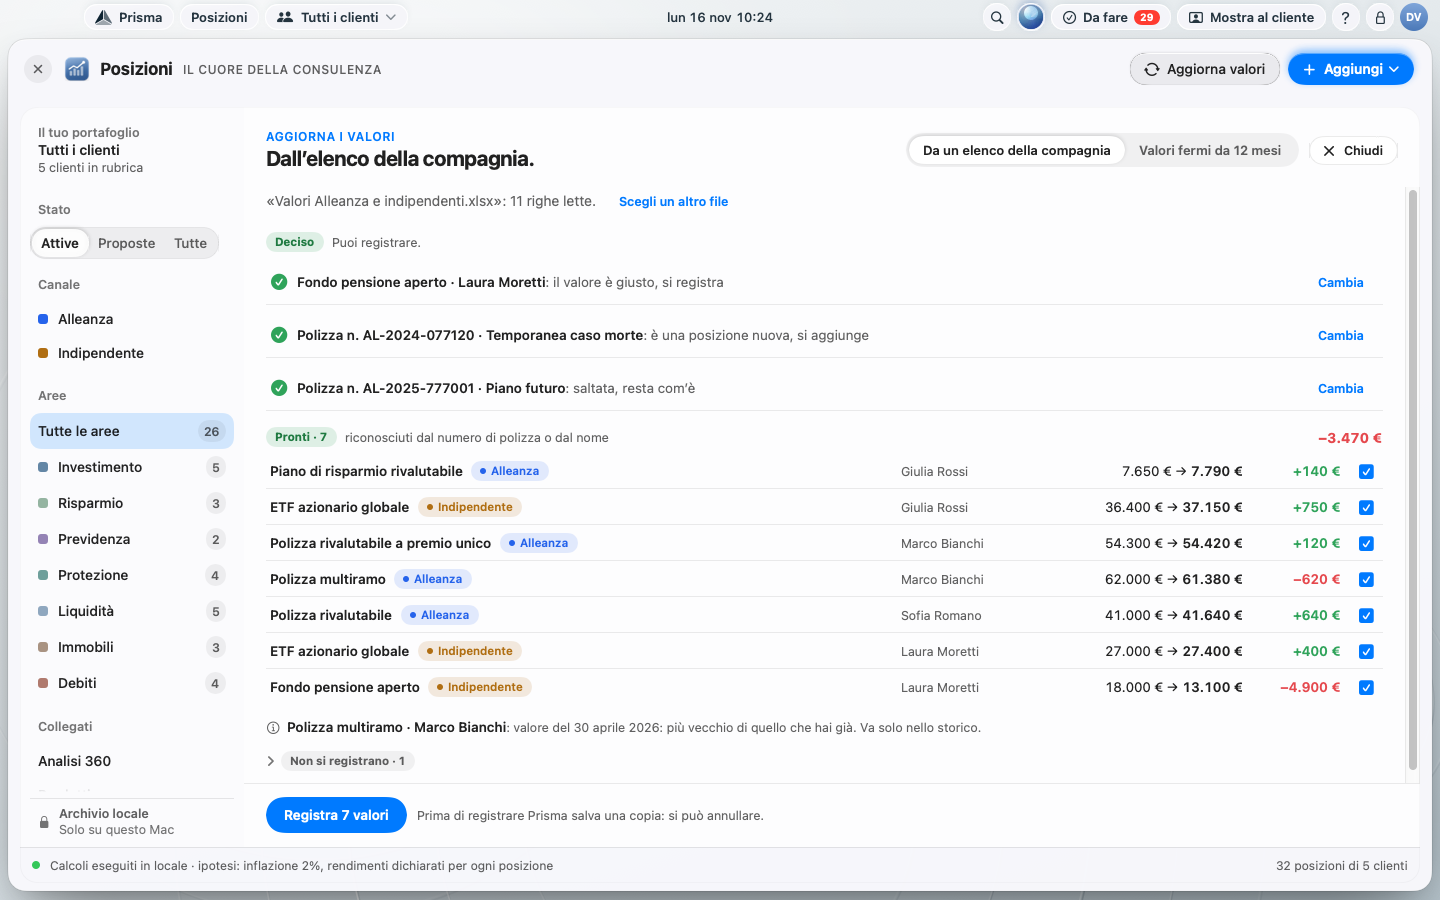 Prisma
Posizioni
Tutti i clienti
lun 16 nov 10:24
Da fare 29
Mostra al cliente
?
DV
Posizioni IL CUORE DELLA CONSULENZA
Aggiorna valori
+ Aggiungi
Il tuo portafoglio
Tutti i clienti
5 clienti in rubrica
Stato
Attive Proposte Tutte
Canale
Alleanza
Indipendente
Aree
Tutte le aree 26
Investimento 5
Risparmio 3
Previdenza 2
Protezione 4
Liquidità 5
Immobili 3
Debiti 4
Collegati
Analisi 360
Archivio locale
Solo su questo Mac
AGGIORNA I VALORI
Dall’elenco della compagnia.
Da un elenco della compagnia
Valori fermi da 12 mesi
Chiudi
«Valori Alleanza e indipendenti.xlsx»: 11 righe lette. Scegli un altro file
Deciso Puoi registrare.
Fondo pensione aperto · Laura Moretti: il valore è giusto, si registra Cambia
Polizza n. AL-2024-077120 · Temporanea caso morte: è una posizione nuova, si aggiunge Cambia
Polizza n. AL-2025-777001 · Piano futuro: saltata, resta com’è Cambia
Pronti · 7 riconosciuti dal numero di polizza o dal nome −3.470 €
Piano di risparmio rivalutabile Alleanza Giulia Rossi 7.650 € → 7.790 € +140 €
ETF azionario globale Indipendente Giulia Rossi 36.400 € → 37.150 € +750 €
Polizza rivalutabile a premio unico Alleanza Marco Bianchi 54.300 € → 54.420 € +120 €
Polizza multiramo Alleanza Marco Bianchi 62.000 € → 61.380 € −620 €
Polizza rivalutabile Alleanza Sofia Romano 41.000 € → 41.640 € +640 €
ETF azionario globale Indipendente Laura Moretti 27.000 € → 27.400 € +400 €
Fondo pensione aperto Indipendente Laura Moretti 18.000 € → 13.100 € −4.900 €
Polizza multiramo · Marco Bianchi: valore del 30 aprile 2026: più vecchio di quello che hai già. Va solo nello storico.
Non si registrano · 1
Registra 7 valori Prima di registrare Prisma salva una copia: si può annullare.
Calcoli eseguiti in locale · ipotesi: inflazione 2%, rendimenti dichiarati per ogni posizione
32 posizioni di 5 clienti